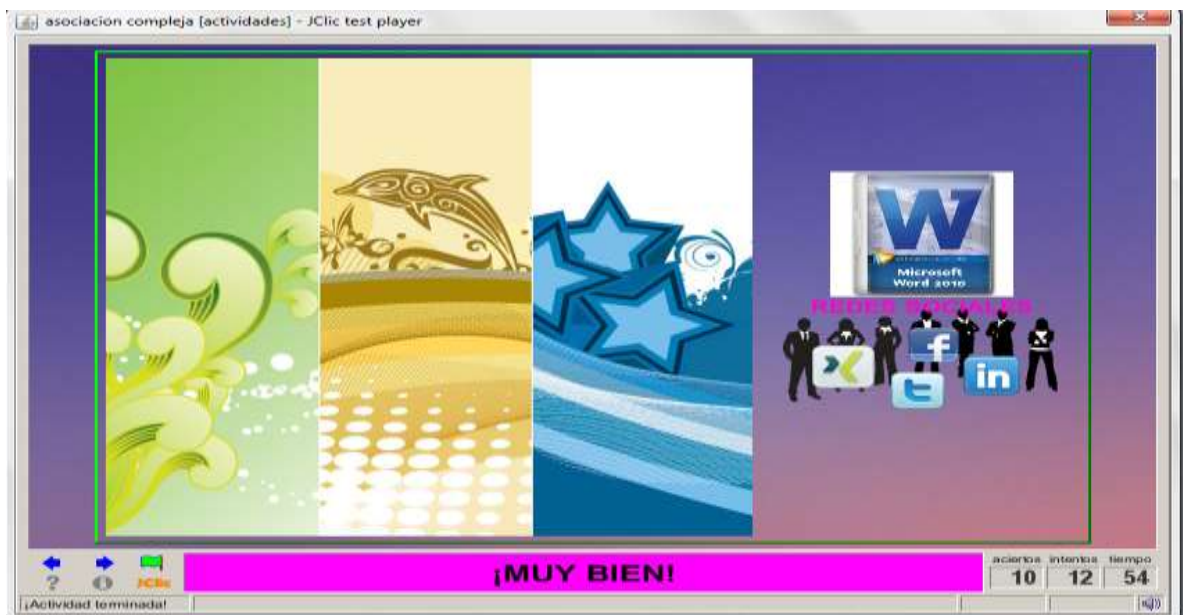 asociacion compleja [actividades] - JClic test player
W
Microsoft
Word 2010
REDES SOCIALES
f
t
in
¡MUY BIEN!
aciertos intentos tiempo
10 12 54
? i JClic
¡Actividad terminada!